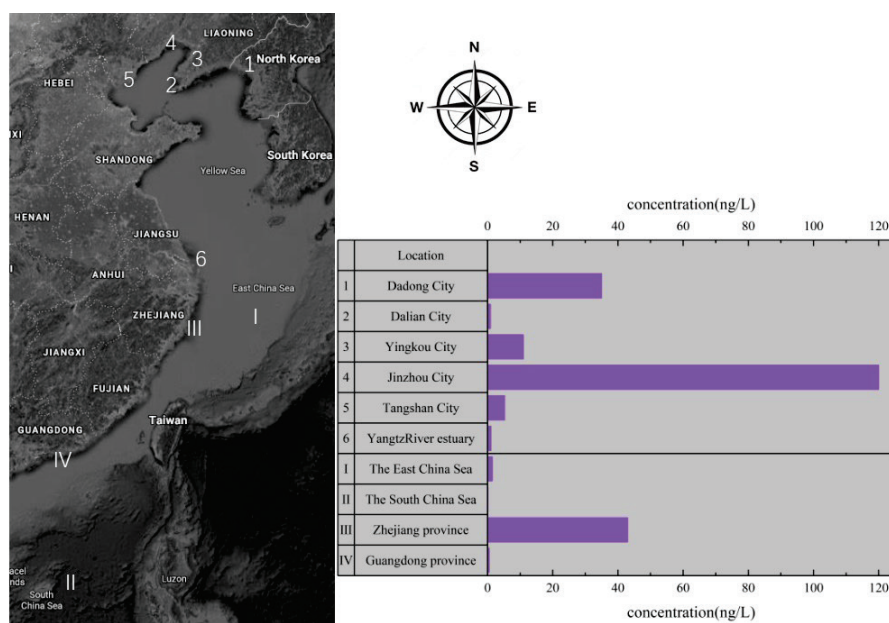 LIAONING
4
3
1
North Korea
5
2
HEBEI
IXI
SHANDONG
South Korea
Yellow Sea
HENAN
JIANGSU
6
ANHUI
East China Sea
ZHEJIANG
I
III
JIANGXI
FUJIAN
Taiwan
GUANGDONG
IV
acel
nds
II
Luzon
South
China Sea
N
W
E
S
concentration(ng/L)
0 20 40 60 80 100 120
Location
1 Dadong City
2 Dalian City
3 Yingkou City
4 Jinzhou City
5 Tangshan City
6 YangtzRiver estuary
I The East China Sea
II The South China Sea
III Zhejiang province
IV Guangdong province
0 20 40 60 80 100 120
concentration(ng/L)